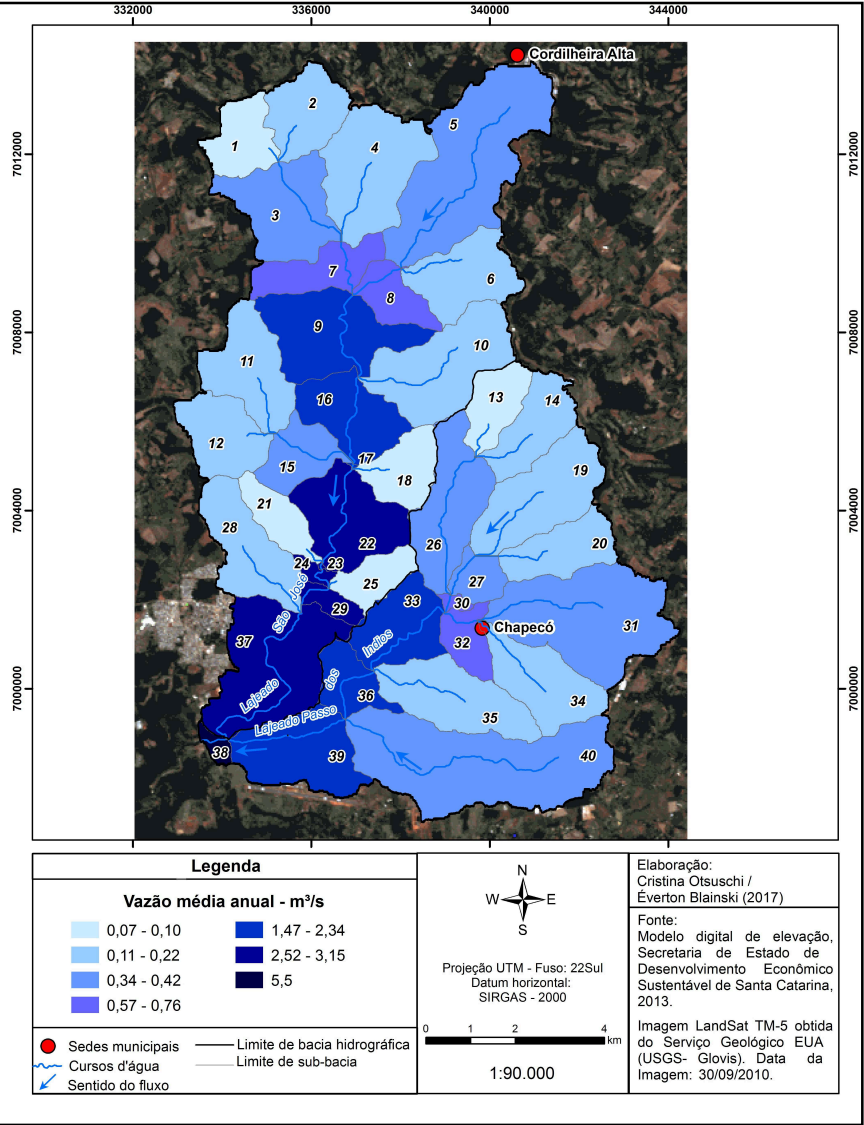 332000
336000
340000
344000
Cordilheira Alta
2
5
1
4
7012000
7012000
3
7
6
8
9
7008000
7008000
10
11
16
13
14
12
17
15
18
19
21
7004000
7004000
28
22
26
20
24
23
25
27
São José
33
30
29
Chapecó
31
37
32
Indios
dos
7000000
7000000
Lajeado
36
34
35
Lajeado Passo
38
39
40
Legenda
Vazão média anual - m³/s
0,07 - 0,10
1,47 - 2,34
0,11 - 0,22
2,52 - 3,15
0,34 - 0,42
5,5
0,57 - 0,76
Sedes municipais
Limite de bacia hidrográfica
Cursos d'água
Limite de sub-bacia
Sentido do fluxo
N
W
E
S
Projeção UTM - Fuso: 22Sul
Datum horizontal:
SIRGAS - 2000
0
1
2
4
km
1:90.000
Elaboração:
Cristina Otsuschi /
Éverton Blainski (2017)
Fonte:
Modelo digital de elevação,
Secretaria de Estado de
Desenvolvimento Econômico
Sustentável de Santa Catarina,
2013.
Imagem LandSat TM-5 obtida
do Serviço Geológico EUA
(USGS- Glovis). Data da
Imagem: 30/09/2010.